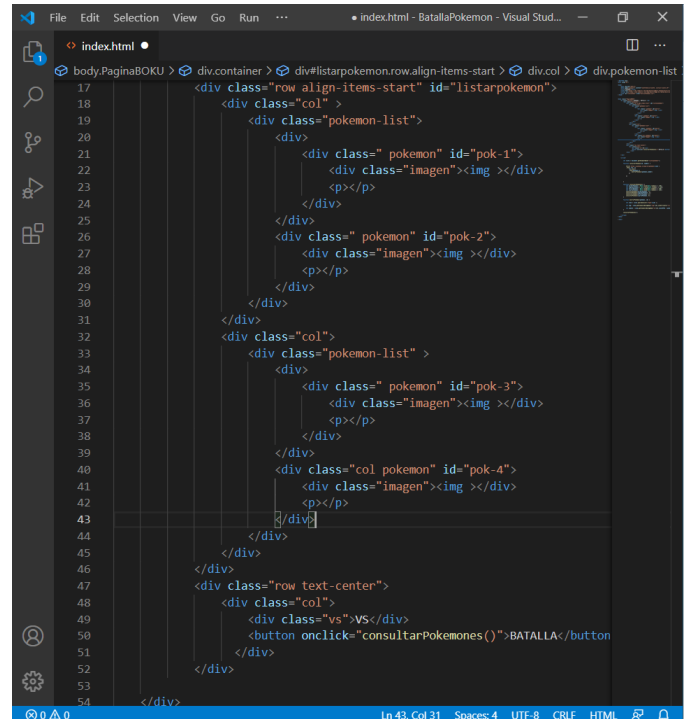 File Edit Selection View Go Run ··· ● index.html - BatallaPokemon - Visual Stud...
index.html ●
body.PaginaBOKU > div.container > div#listarpokemon.row.align-items-start > div.col > div.pokemon-list
17 <div class="row align-items-start" id="listarpokemon">
18 <div class="col" >
19 <div class="pokemon-list">
20 <div>
21 <div class=" pokemon" id="pok-1">
22 <div class="imagen"><img ></div>
23 <p></p>
24 </div>
25 </div>
26 <div class=" pokemon" id="pok-2">
27 <div class="imagen"><img ></div>
28 <p></p>
29 </div>
30 </div>
31 </div>
32 <div class="col">
33 <div class="pokemon-list" >
34 <div>
35 <div class=" pokemon" id="pok-3">
36 <div class="imagen"><img ></div>
37 <p></p>
38 </div>
39 </div>
40 <div class="col pokemon" id="pok-4">
41 <div class="imagen"><img ></div>
42 <p></p>
43 </div>
44 </div>
45 </div>
46 </div>
47 <div class="row text-center">
48 <div class="col">
49 <div class="vs">VS</div>
50 <button onclick="consultarPokemones()">BATALLA</button
51 </div>
52 </div>
53
54 </div>
1
0 0 Ln 43, Col 31 Spaces: 4 UTF-8 CRLF HTML